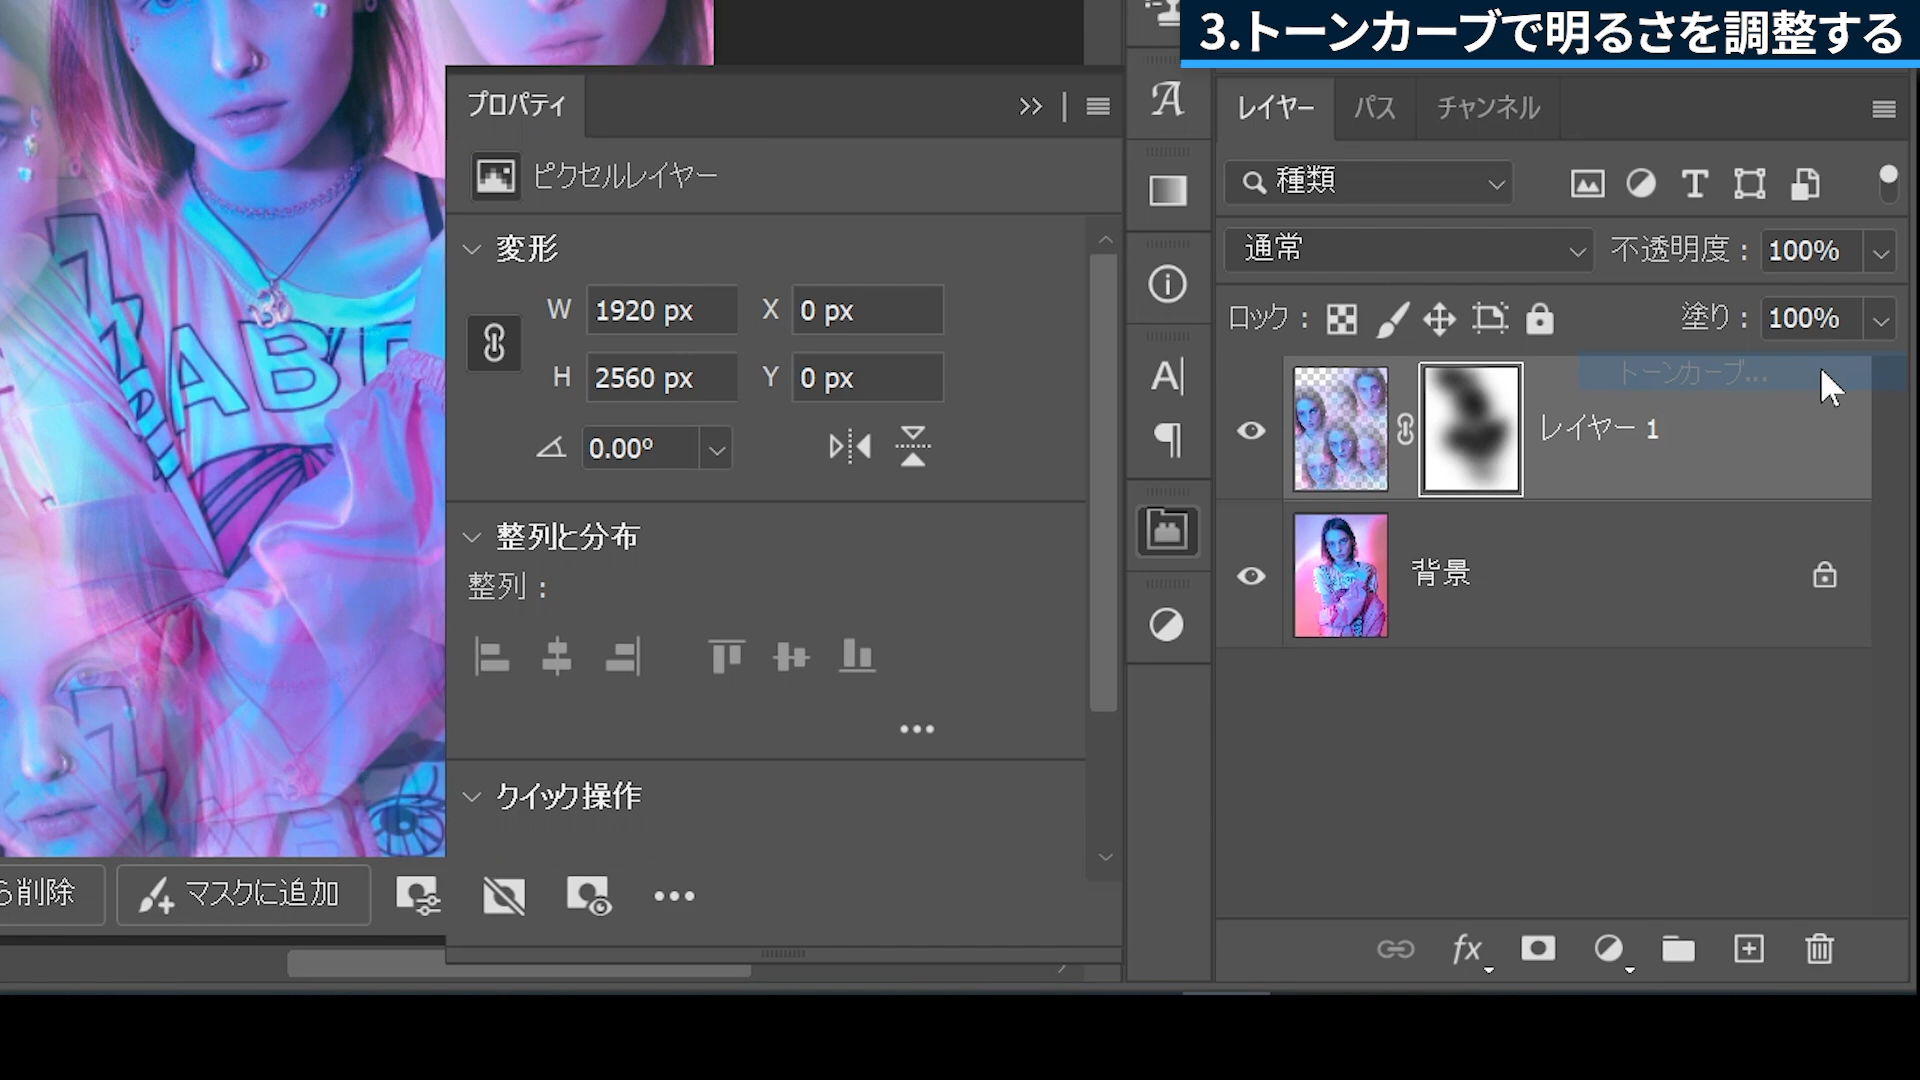 3.トーンカーブで明るさを調整する
プロパティ
ピクセルレイヤー
変形
W 1920 px X 0 px
H 2560 px Y 0 px
0.00º
整列と分布
整列：
クイック操作
ら削除
マスクに追加
レイヤー パス チャンネル
種類
通常 不透明度： 100%
ロック： 塗り： 100%
トーンカーブ...
レイヤー 1
背景
fx